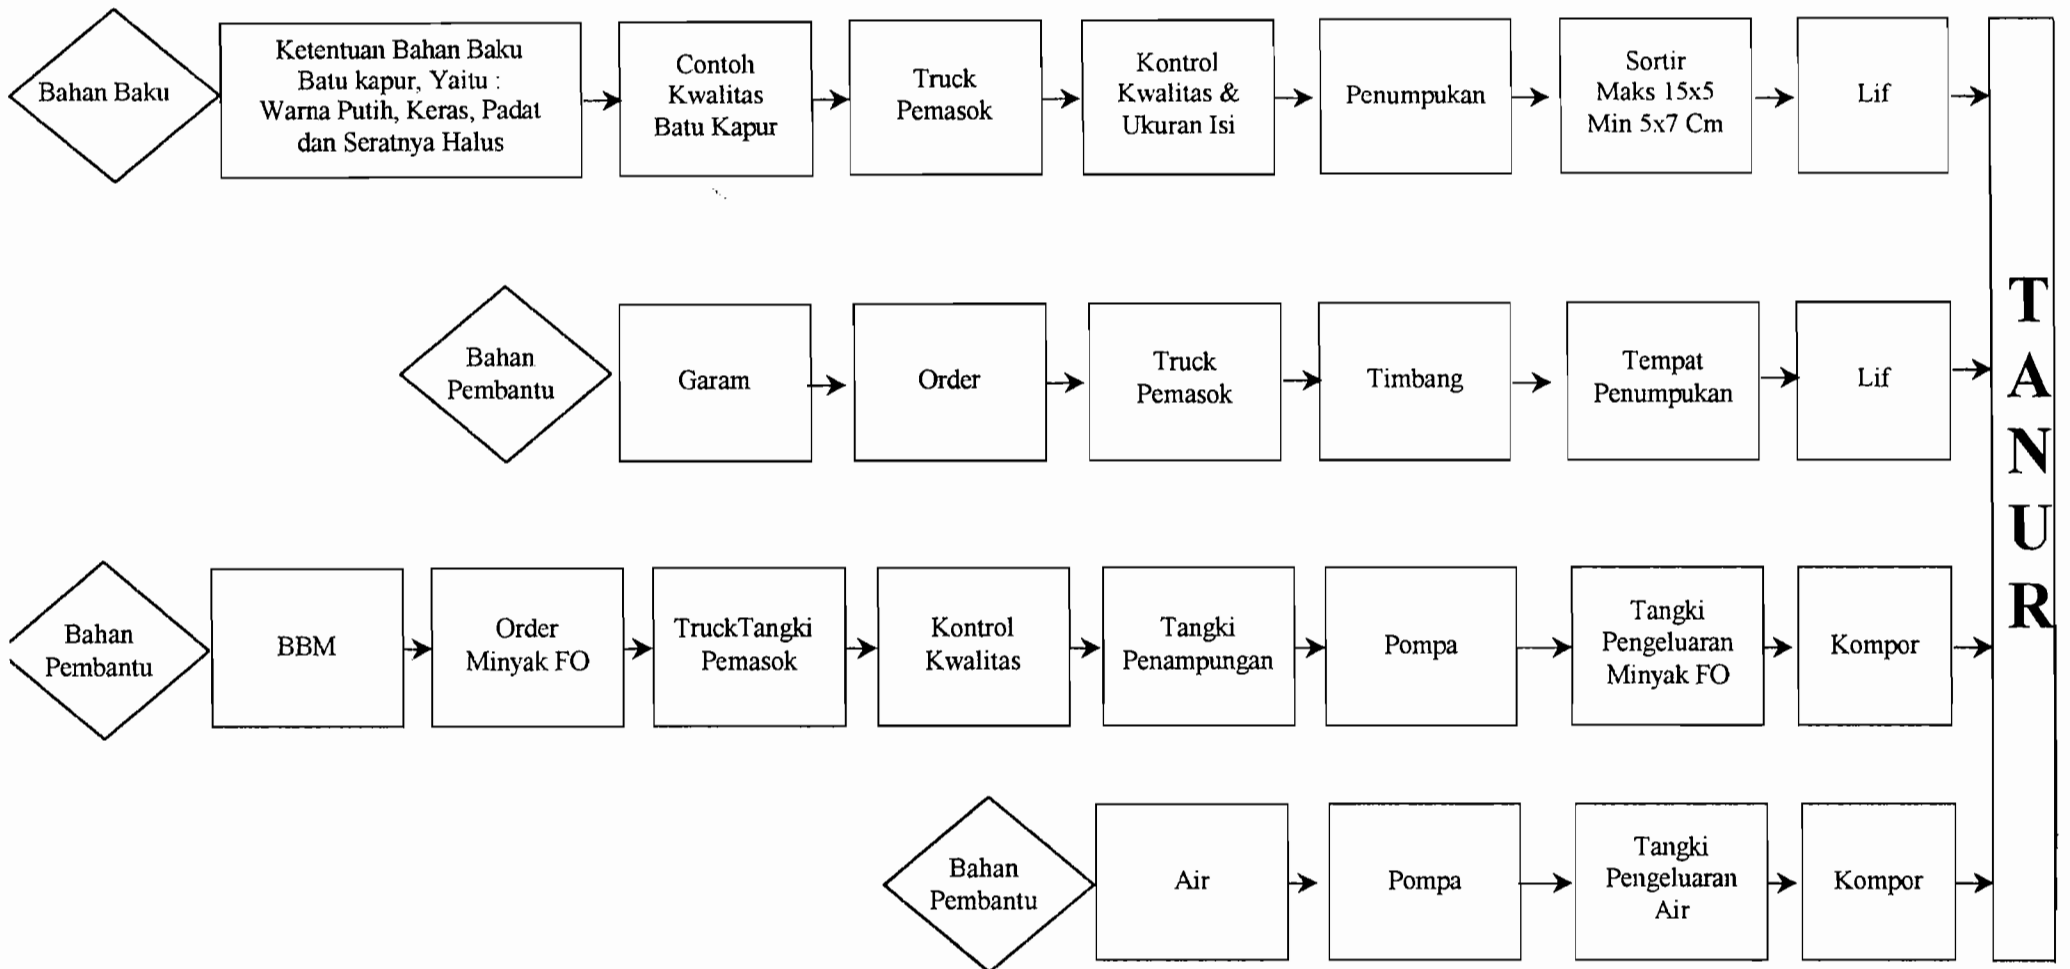 Bahan Baku
Ketentuan Bahan Baku
Batu kapur, Yaitu :
Warna Putih, Keras, Padat
dan Seratnya Halus
Contoh
Kwalitas
Batu Kapur
Truck
Pemasok
Kontrol
Kwalitas &
Ukuran Isi
Penumpukan
Sortir
Maks 15x5
Min 5x7 Cm
Lif
Bahan
Pembantu
Garam
Order
Truck
Pemasok
Timbang
Tempat
Penumpukan
Lif
Bahan
Pembantu
BBM
Order
Minyak FO
TruckTangki
Pemasok
Kontrol
Kwalitas
Tangki
Penampungan
Pompa
Tangki
Pengeluaran
Minyak FO
Kompor
Bahan
Pembantu
Air
Pompa
Tangki
Pengeluaran
Air
Kompor
T
A
N
U
R